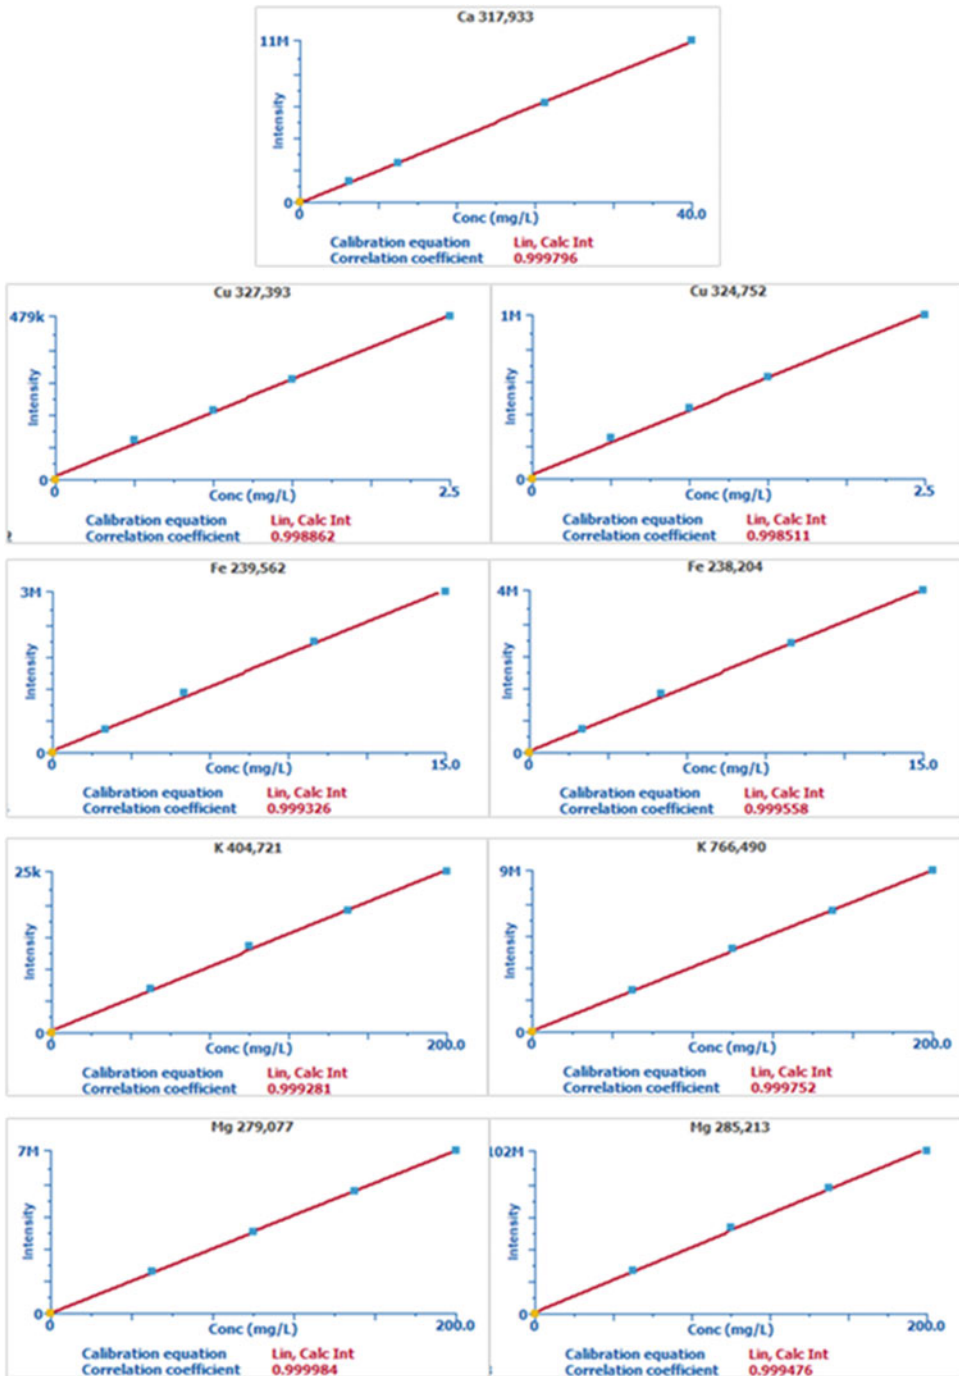 Ca 317,933
11M
Intensity
0
0 Conc (mg/L) 40.0
Calibration equation Lin, Calc Int
Correlation coefficient 0.999796
Cu 327,393
479k
Intensity
0
0 Conc (mg/L) 2.5
Calibration equation Lin, Calc Int
Correlation coefficient 0.998862
Cu 324,752
1M
Intensity
0
0 Conc (mg/L) 2.5
Calibration equation Lin, Calc Int
Correlation coefficient 0.998511
Fe 239,562
3M
Intensity
0
0 Conc (mg/L) 15.0
Calibration equation Lin, Calc Int
Correlation coefficient 0.999326
Fe 238,204
4M
Intensity
0
0 Conc (mg/L) 15.0
Calibration equation Lin, Calc Int
Correlation coefficient 0.999558
K 404,721
25k
Intensity
0
0 Conc (mg/L) 200.0
Calibration equation Lin, Calc Int
Correlation coefficient 0.999281
K 766,490
9M
Intensity
0
0 Conc (mg/L) 200.0
Calibration equation Lin, Calc Int
Correlation coefficient 0.999752
Mg 279,077
7M
Intensity
0
0 Conc (mg/L) 200.0
Calibration equation Lin, Calc Int
Correlation coefficient 0.999984
Mg 285,213
102M
Intensity
0
0 Conc (mg/L) 200.0
Calibration equation Lin, Calc Int
Correlation coefficient 0.999476